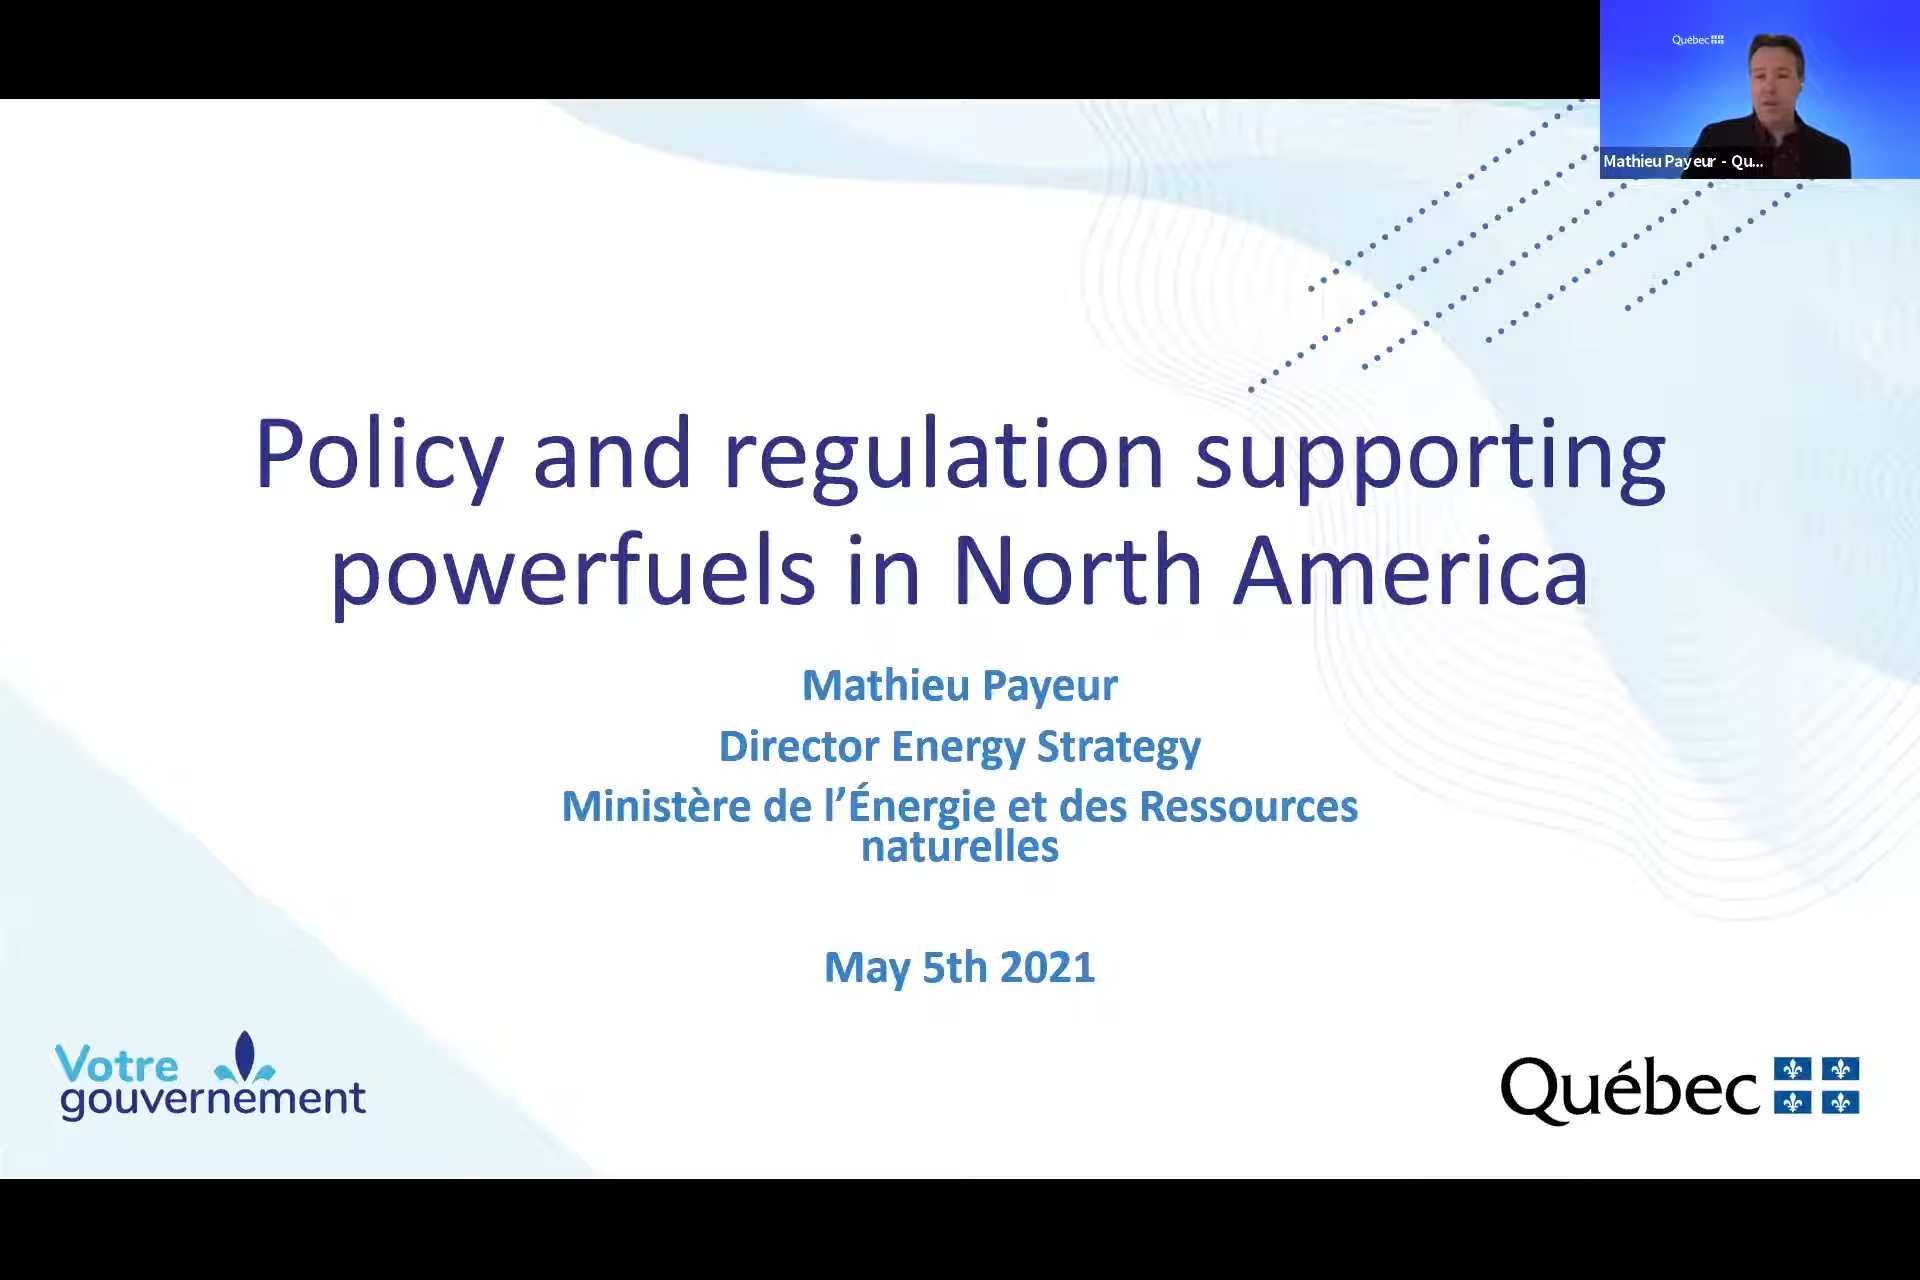 Québec
Mathieu Payeur - Qu...
Policy and regulation supporting
powerfuels in North America
Mathieu Payeur
Director Energy Strategy
Ministère de l’Énergie et des Ressources
naturelles
May 5th 2021
Votre
gouvernement
Québec